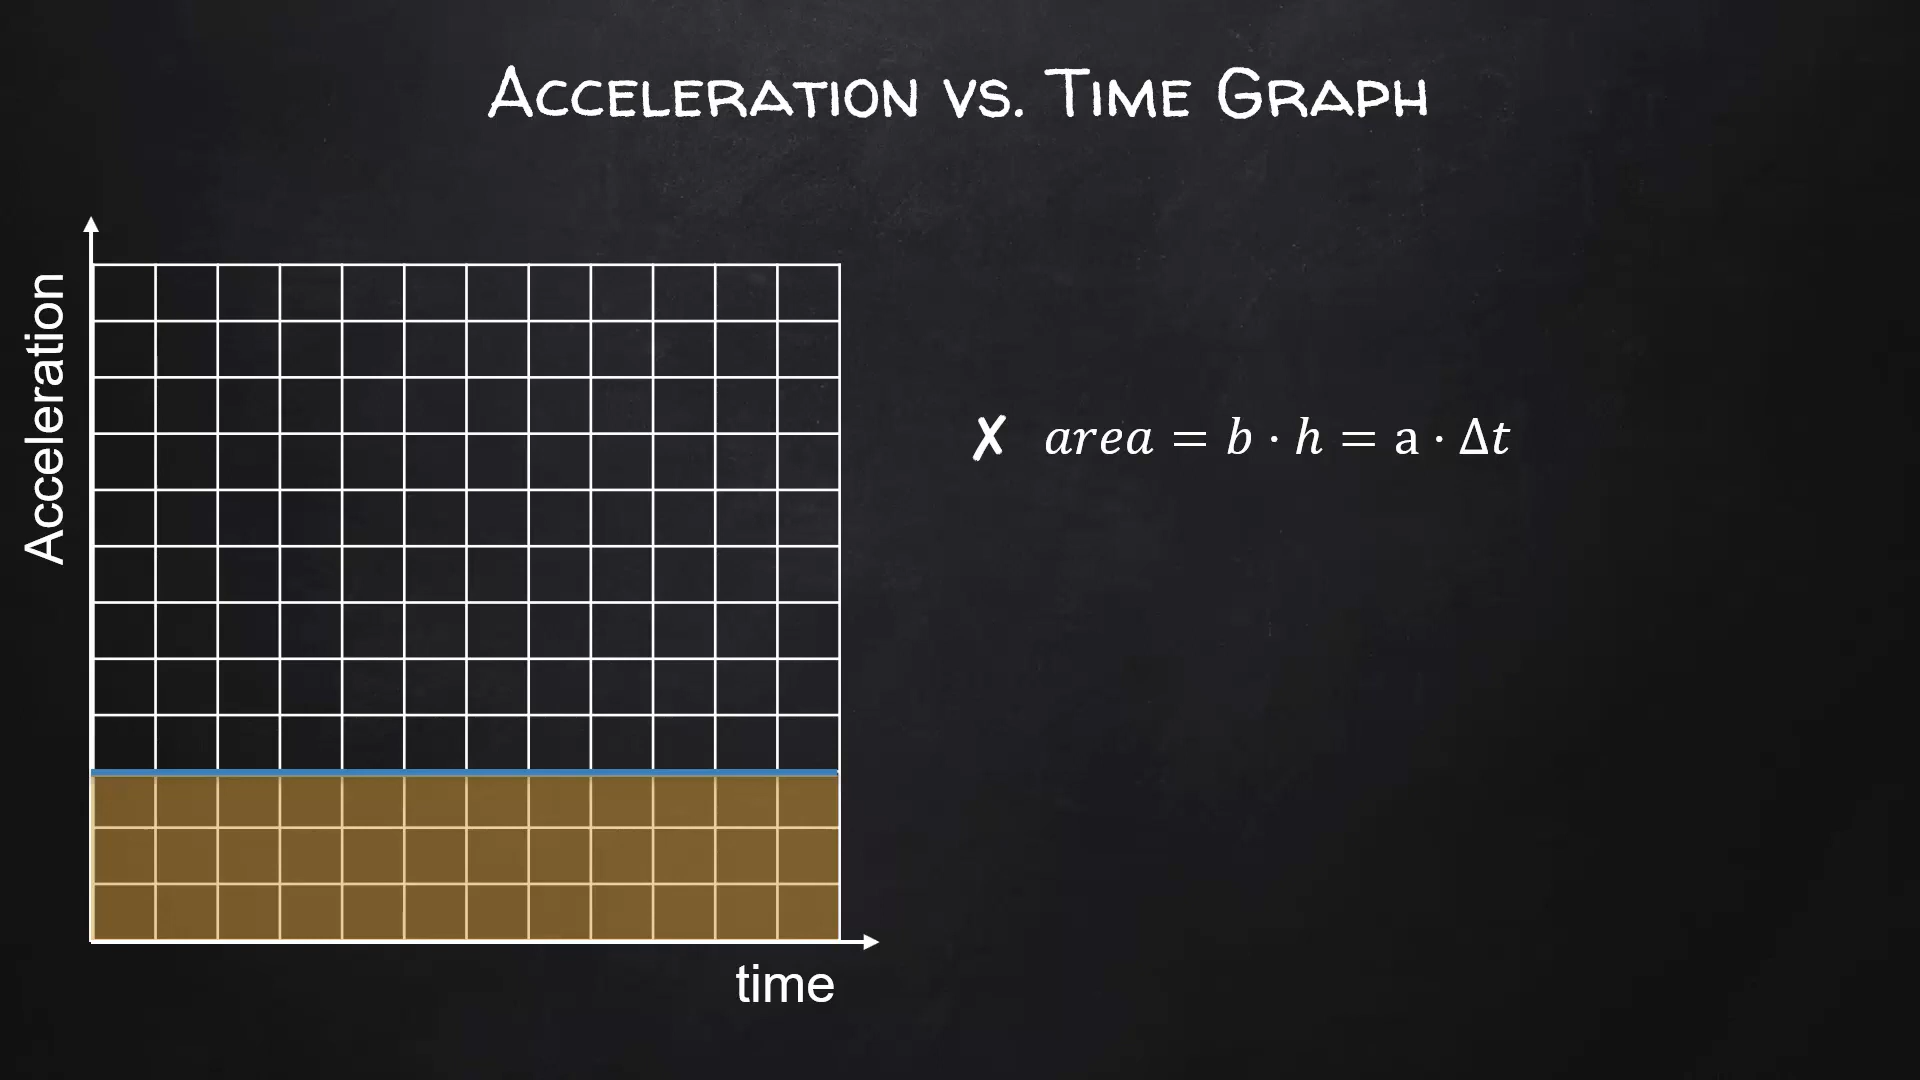 Acceleration vs. Time Graph
Acceleration
✗ area = b · h = a · Δt
time